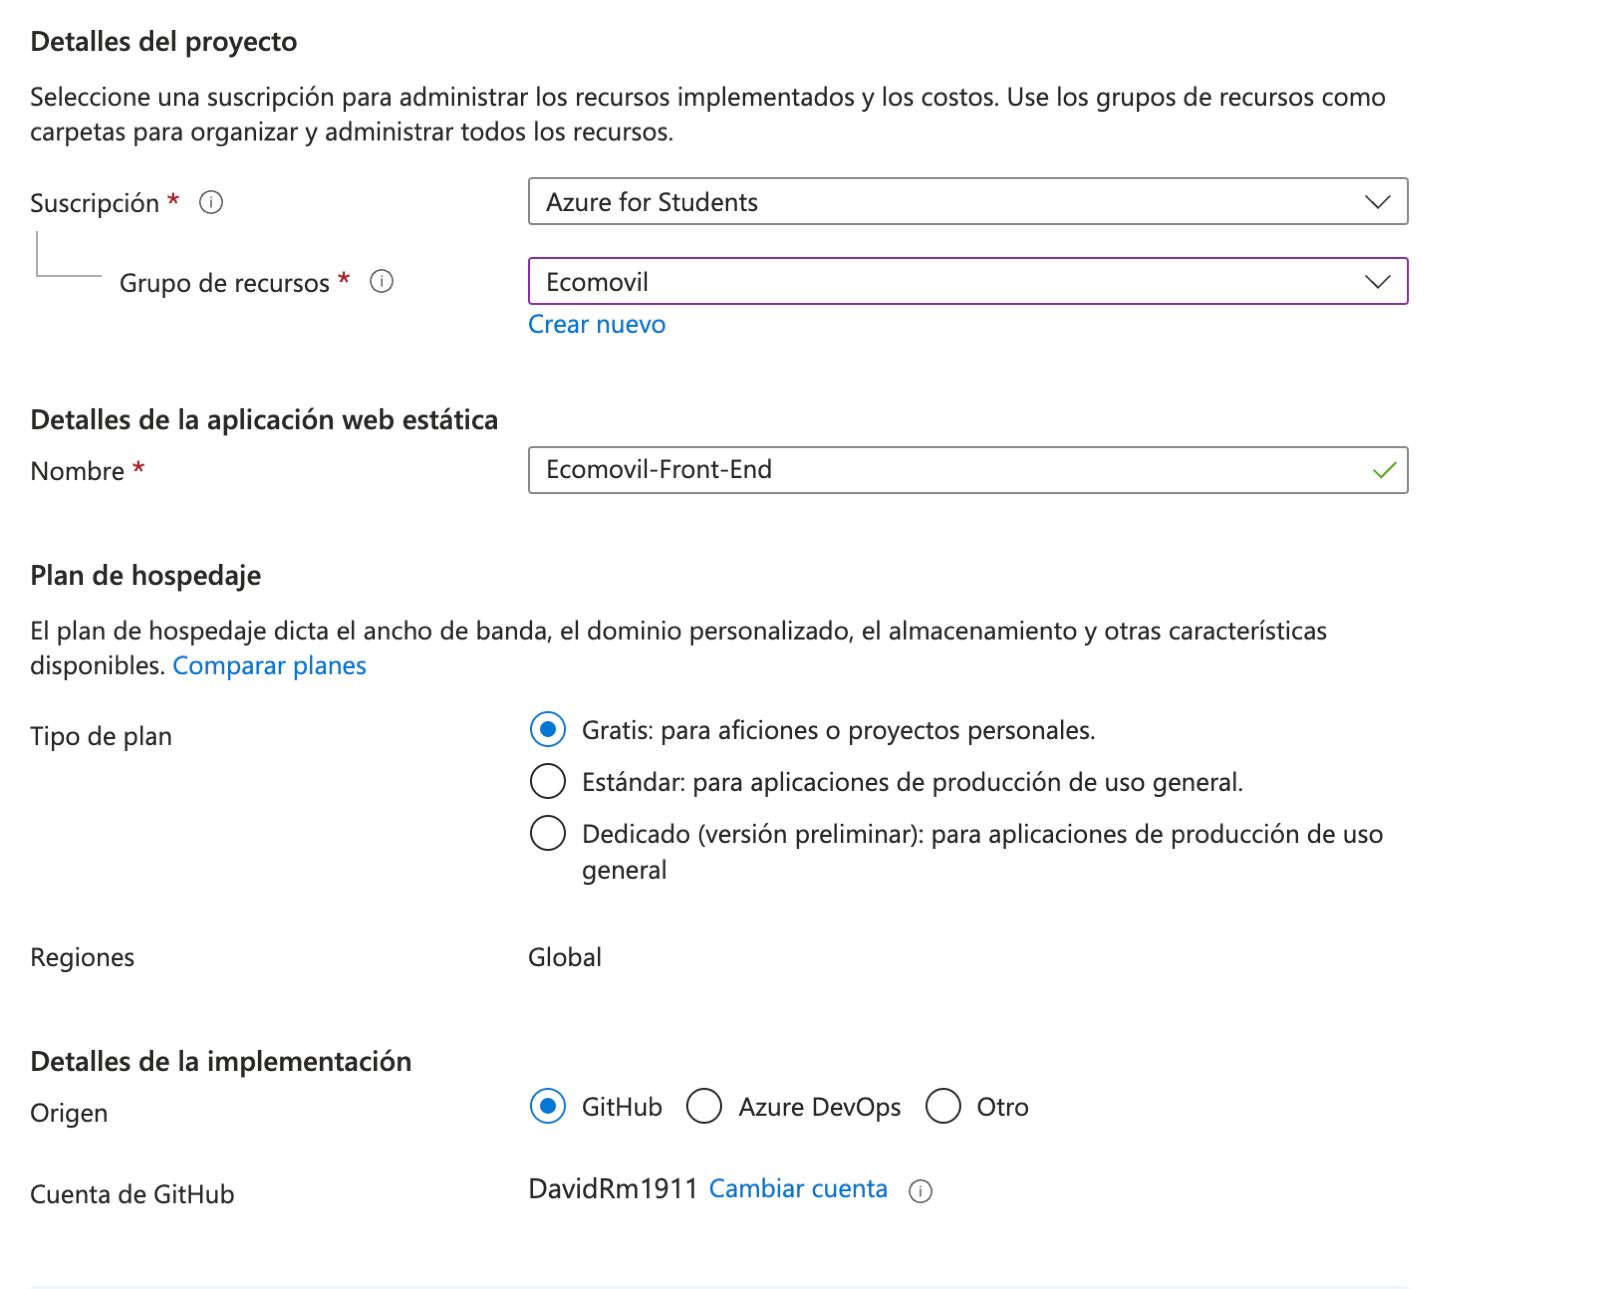 Detalles del proyecto
Seleccione una suscripción para administrar los recursos implementados y los costos. Use los grupos de recursos como
carpetas para organizar y administrar todos los recursos.
Suscripción *
Azure for Students
Grupo de recursos *
Ecomovil
Crear nuevo
Detalles de la aplicación web estática
Nombre *
Ecomovil-Front-End
Plan de hospedaje
El plan de hospedaje dicta el ancho de banda, el dominio personalizado, el almacenamiento y otras características
disponibles. Comparar planes
Tipo de plan
Gratis: para aficiones o proyectos personales.
Estándar: para aplicaciones de producción de uso general.
Dedicado (versión preliminar): para aplicaciones de producción de uso
general
Regiones
Global
Detalles de la implementación
Origen
GitHub Azure DevOps Otro
Cuenta de GitHub
DavidRm1911 Cambiar cuenta